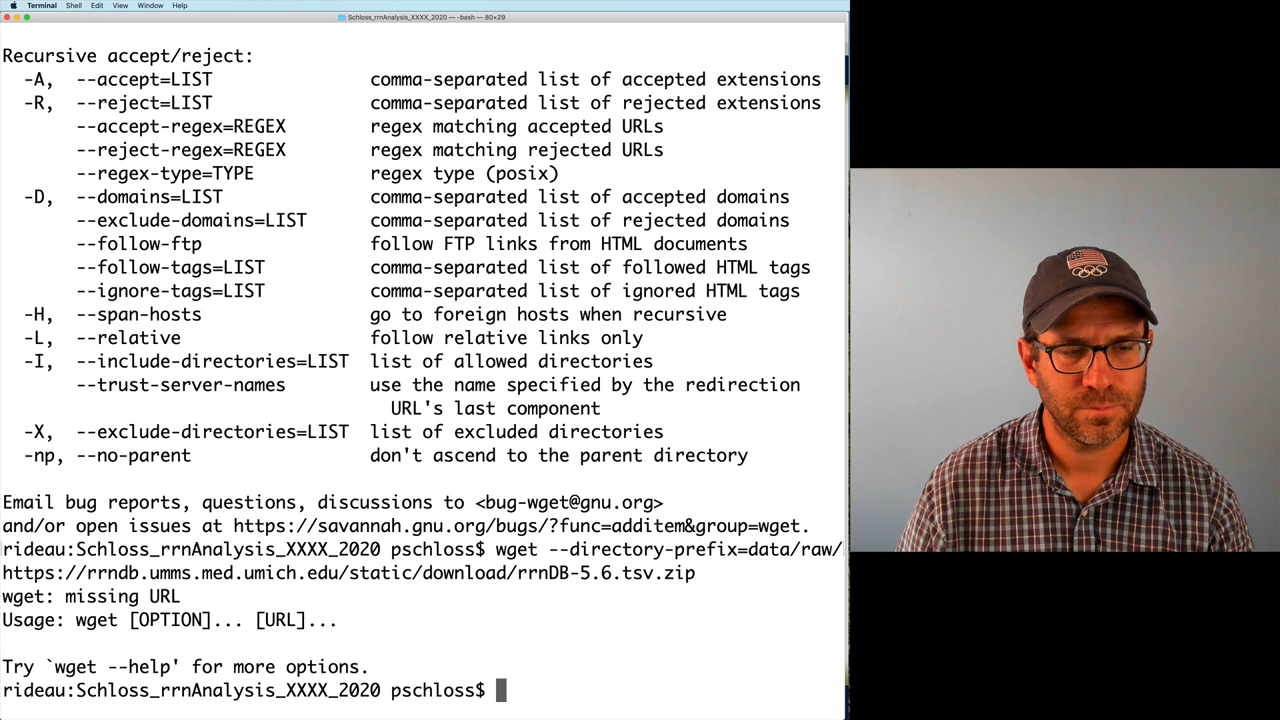 Terminal Shell Edit View Window Help
Schloss_rrnAnalysis_XXXX_2020 — -bash — 80×29
Recursive accept/reject:
-A, --accept=LIST comma-separated list of accepted extensions
-R, --reject=LIST comma-separated list of rejected extensions
--accept-regex=REGEX regex matching accepted URLs
--reject-regex=REGEX regex matching rejected URLs
--regex-type=TYPE regex type (posix)
-D, --domains=LIST comma-separated list of accepted domains
--exclude-domains=LIST comma-separated list of rejected domains
--follow-ftp follow FTP links from HTML documents
--follow-tags=LIST comma-separated list of followed HTML tags
--ignore-tags=LIST comma-separated list of ignored HTML tags
-H, --span-hosts go to foreign hosts when recursive
-L, --relative follow relative links only
-I, --include-directories=LIST list of allowed directories
--trust-server-names use the name specified by the redirection
URL's last component
-X, --exclude-directories=LIST list of excluded directories
-np, --no-parent don't ascend to the parent directory
Email bug reports, questions, discussions to <bug-wget@gnu.org>
and/or open issues at https://savannah.gnu.org/bugs/?func=additem&group=wget.
rideau:Schloss_rrnAnalysis_XXXX_2020 pschloss$ wget --directory-prefix=data/raw/
https://rrndb.umms.med.umich.edu/static/download/rrnDB-5.6.tsv.zip
wget: missing URL
Usage: wget [OPTION]... [URL]...
Try `wget --help' for more options.
rideau:Schloss_rrnAnalysis_XXXX_2020 pschloss$